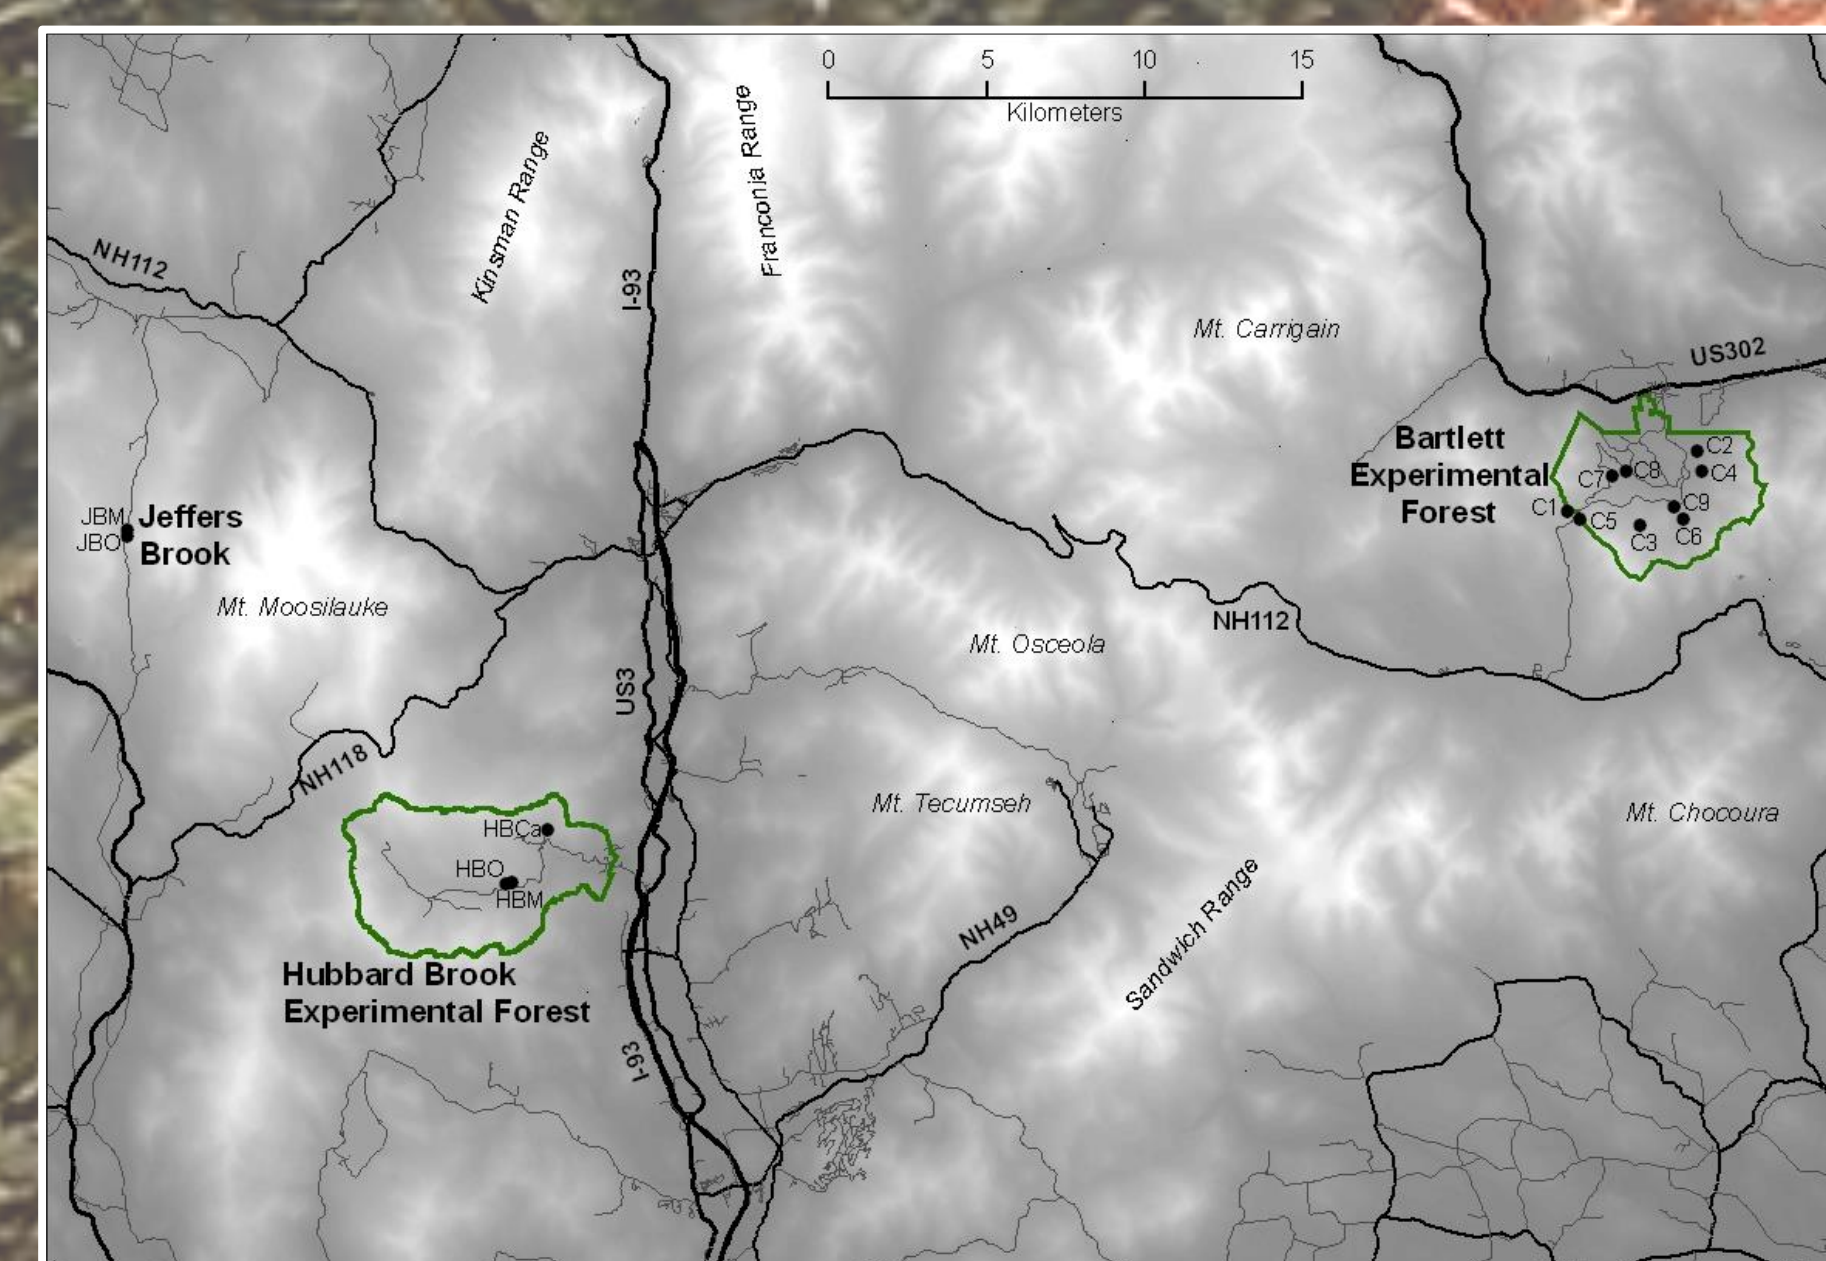 0 5 10 15
Kilometers
Kinsman Range
Franconia Range
NH112
I-93
Mt. Carrigain
US302
Bartlett
Experimental
Forest
C2
C8
C4
C7
C9
C1
C5
C6
C3
JBM
JBO
Jeffers
Brook
Mt. Moosilauke
NH112
Mt. Osceola
US3
NH118
Mt. Tecumseh
Mt. Chocoura
HBCa
HBO
HBM
NH49
Sandwich Range
Hubbard Brook
Experimental Forest
I-93